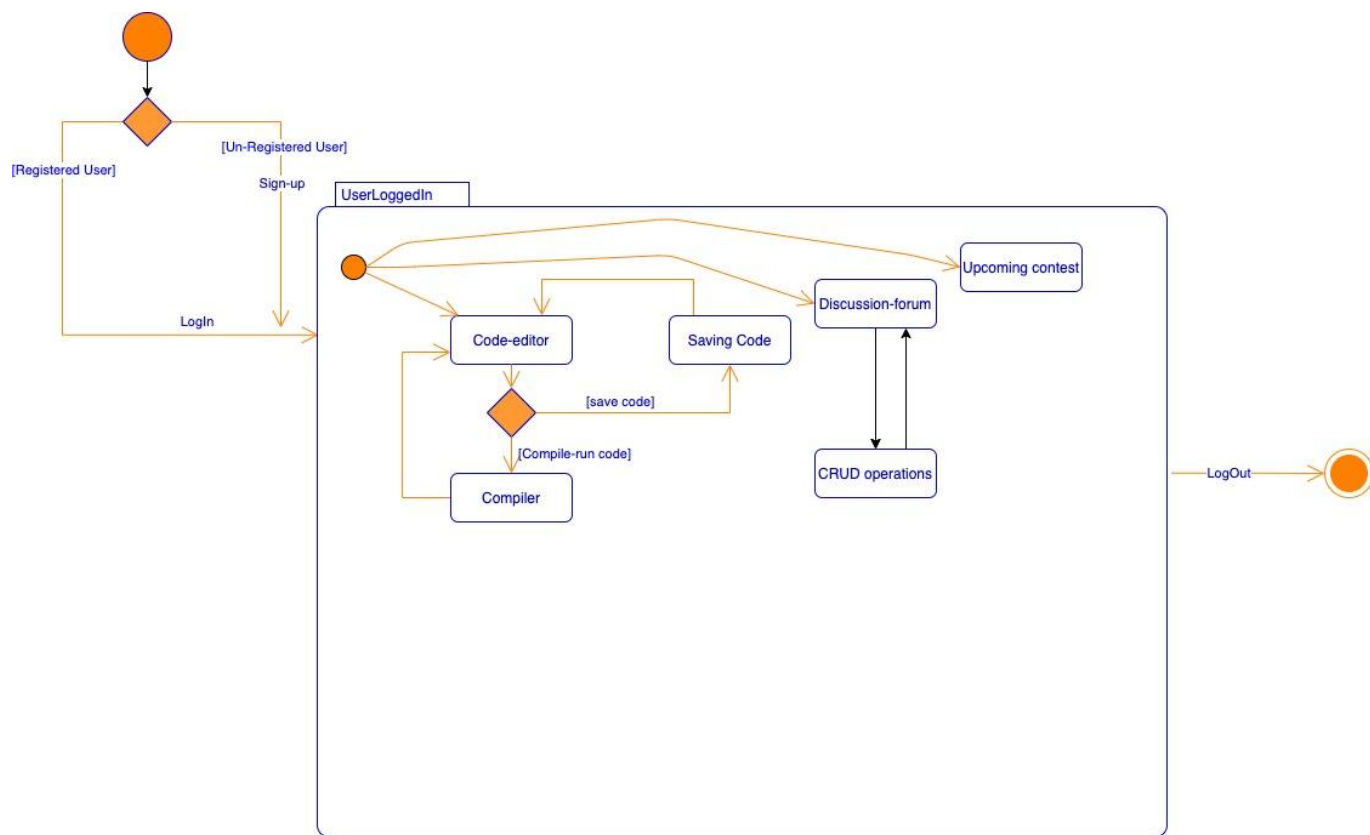 [Un-Registered User]
[Registered User]
Sign-up
UserLoggedIn
Upcoming contest
Discussion-forum
LogIn
Code-editor
Saving Code
[save code]
[Compile-run code]
CRUD operations
LogOut
Compiler